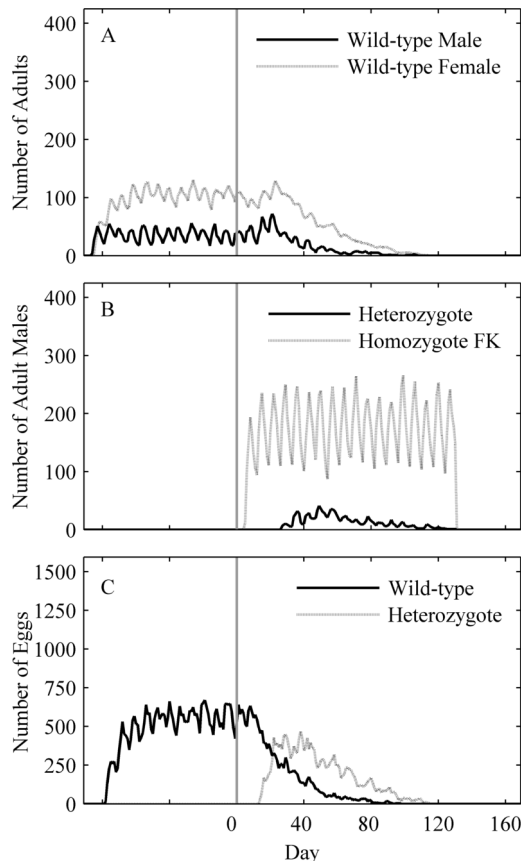 A
Wild-type Male
Wild-type Female
Number of Adults
400
300
200
100
0
B
Heterozygote
Homozygote FK
Number of Adult Males
400
300
200
100
0
C
Wild-type
Heterozygote
Number of Eggs
1500
1250
1000
750
500
250
0
0 40 80 120 160
Day